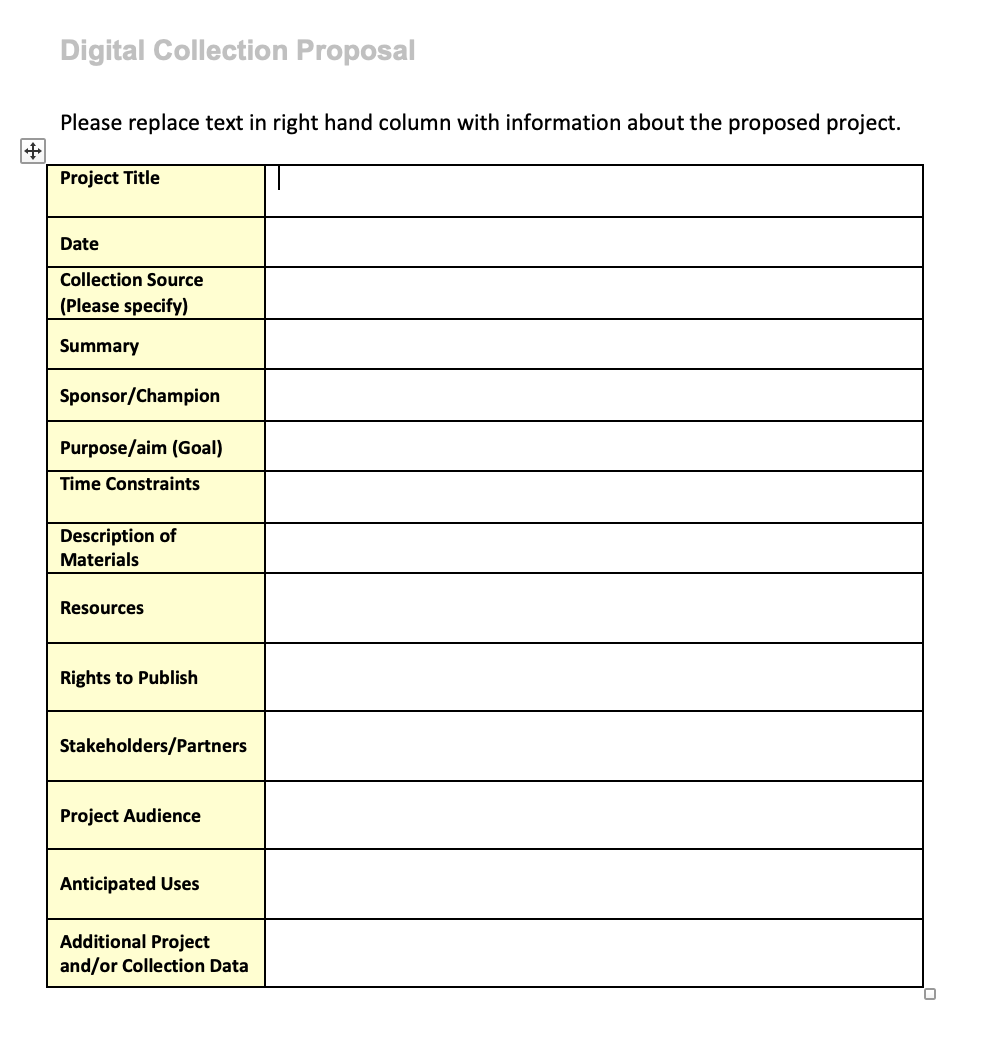 Digital Collection Proposal
Please replace text in right hand column with information about the proposed project.
Project Title
Date
Collection Source
(Please specify)
Summary
Sponsor/Champion
Purpose/aim (Goal)
Time Constraints
Description of
Materials
Resources
Rights to Publish
Stakeholders/Partners
Project Audience
Anticipated Uses
Additional Project
and/or Collection Data